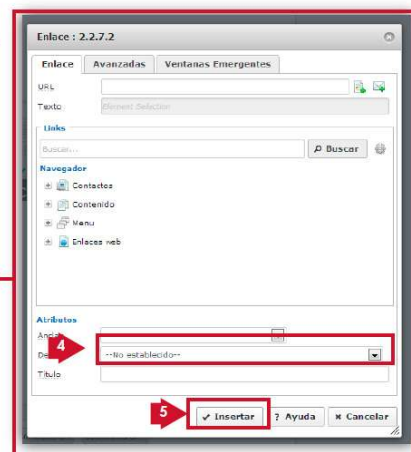 Enlace : 2.2.7.2
Enlace Avanzadas Ventanas Emergentes
URL
Texto Element Selection
Links
Buscar... Buscar
Navegador
Contactos
Contenido
Menu
Enlaces web
Atributos
4
--No establecido--
Título
5
Insertar ? Ayuda Cancelar